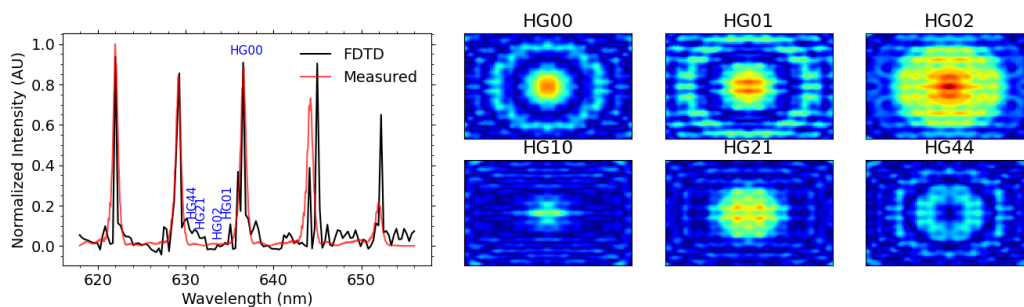 Normalized Intensity (AU)
1.0
0.8
0.6
0.4
0.2
0.0
620
630
640
650
Wavelength (nm)
HG00
HG44
HG21
HG02
HG01
FDTD
Measured
HG00
HG01
HG02
HG10
HG21
HG44